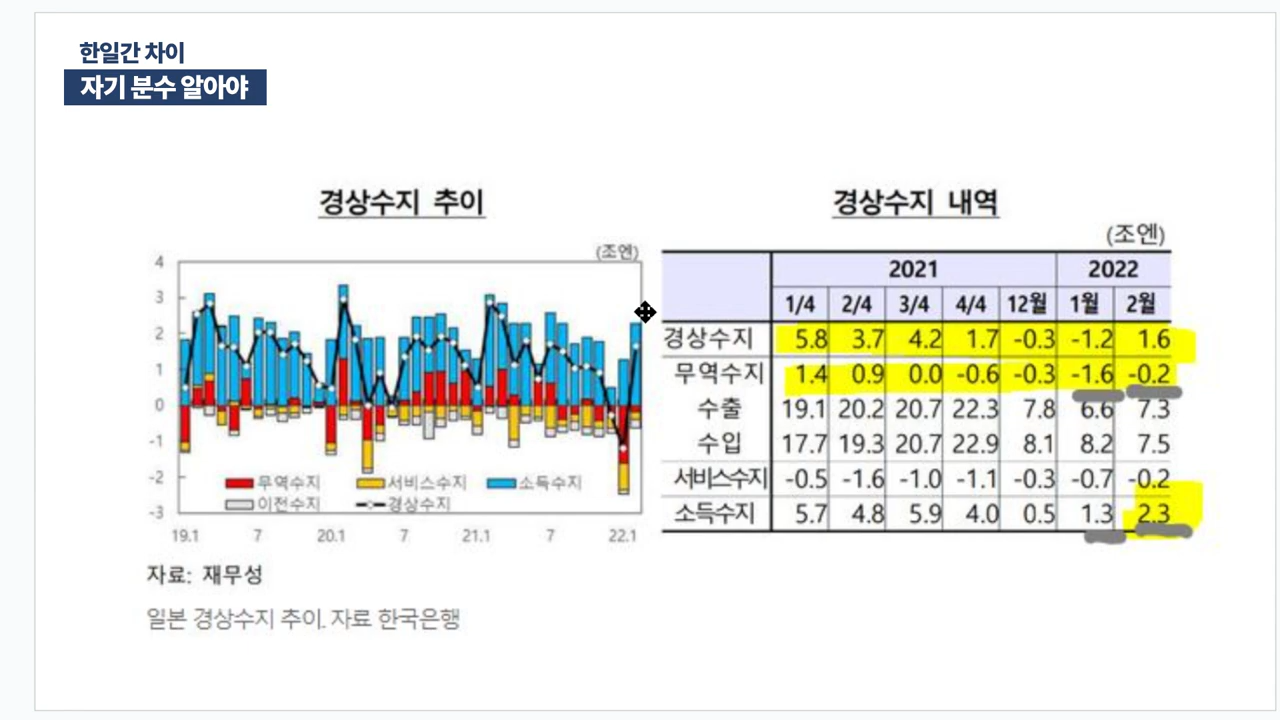 한일간 차이
자기 분수 알아야
경상수지 추이
(조엔)
4
3
2
1
0
-1
-2
-3
무역수지 서비스수지 소득수지
이전수지 경상수지
19.1 7 20.1 7 21.1 7 22.1
자료: 재무성
일본 경상수지 추이. 자료 한국은행
경상수지 내역
(조엔)
2021 2022
1/4 2/4 3/4 4/4 12월 1월 2월
경상수지 5.8 3.7 4.2 1.7 -0.3 -1.2 1.6
무역수지 1.4 0.9 0.0 -0.6 -0.3 -1.6 -0.2
수출 19.1 20.2 20.7 22.3 7.8 6.6 7.3
수입 17.7 19.3 20.7 22.9 8.1 8.2 7.5
서비스수지 -0.5 -1.6 -1.0 -1.1 -0.3 -0.7 -0.2
소득수지 5.7 4.8 5.9 4.0 0.5 1.3 2.3